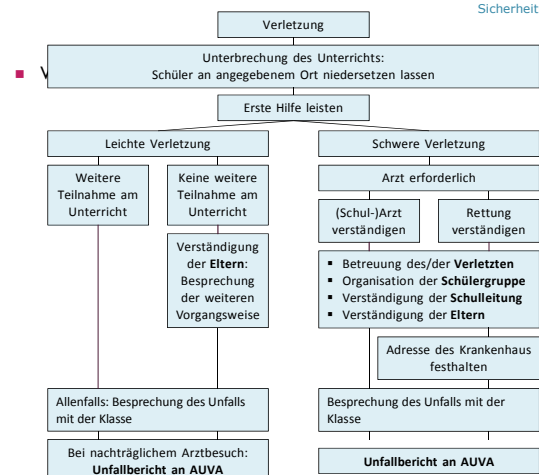 Sicherheit
Verletzung
Unterbrechung des Unterrichts:
Schüler an angegebenem Ort niedersetzen lassen
Erste Hilfe leisten
Leichte Verletzung
Schwere Verletzung
Weitere
Teilnahme am
Unterricht
Keine weitere
Teilnahme am
Unterricht
Arzt erforderlich
(Schul-)Arzt
verständigen
Rettung
verständigen
Verständigung
der Eltern:
Besprechung
der weiteren
Vorgangsweise
▪ Betreuung des/der Verletzten
▪ Organisation der Schülergruppe
▪ Verständigung der Schulleitung
▪ Verständigung der Eltern
Adresse des Krankenhaus
festhalten
Allenfalls: Besprechung des Unfalls
mit der Klasse
Besprechung des Unfalls mit der
Klasse
Bei nachträglichem Arztbesuch:
Unfallbericht an AUVA
Unfallbericht an AUVA